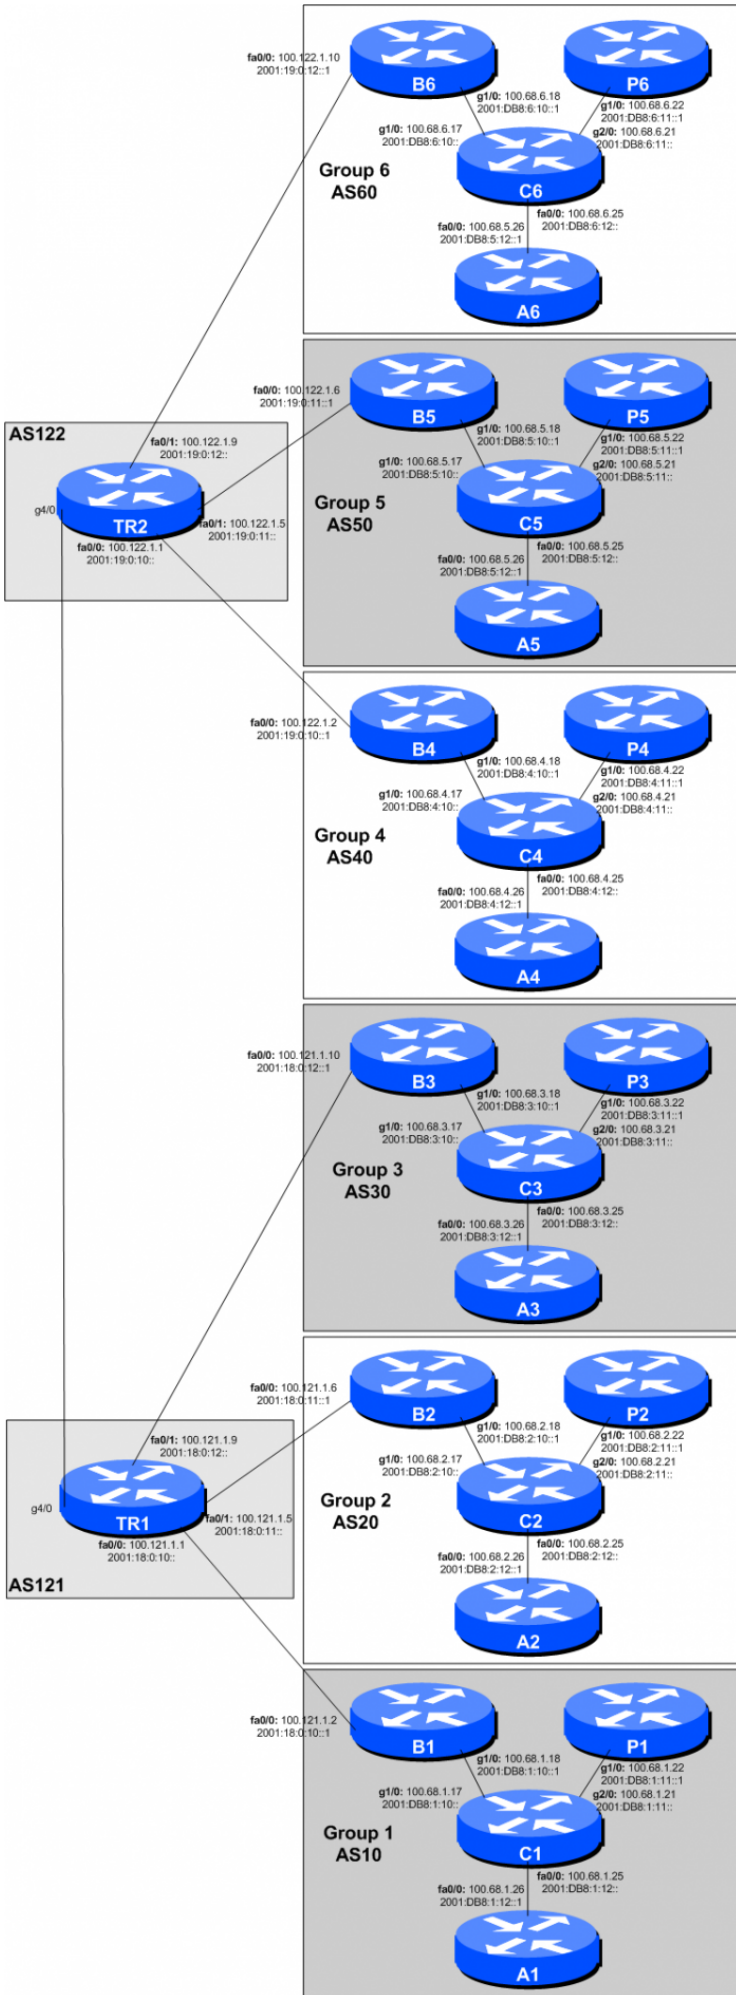 fa0/0: 100.122.1.10
2001:19:0:12::1
B6
P6
g1/0: 100.68.6.18
2001:DB8:6:10::1
g1/0: 100.68.6.22
2001:DB8:6:11::1
g1/0: 100.68.6.17
2001:DB8:6:10::
g2/0: 100.68.6.21
2001:DB8:6:11::
Group 6
AS60
C6
fa0/0: 100.68.6.25
2001:DB8:6:12::
fa0/0: 100.68.5.26
2001:DB8:5:12::1
A6
fa0/0: 100.122.1.6
2001:19:0:11::1
B5
P5
g1/0: 100.68.5.18
2001:DB8:5:10::1
g1/0: 100.68.5.22
2001:DB8:5:11::1
g1/0: 100.68.5.17
2001:DB8:5:10::
g2/0: 100.68.5.21
2001:DB8:5:11::
Group 5
AS50
C5
fa0/0: 100.68.5.25
2001:DB8:5:12::
fa0/0: 100.68.5.26
2001:DB8:5:12::1
A5
AS122
fa0/1: 100.122.1.9
2001:19:0:12::
g4/0
TR2
fa0/1: 100.122.1.5
2001:19:0:11::
fa0/0: 100.122.1.1
2001:19:0:10::
fa0/0: 100.122.1.2
2001:19:0:10::1
B4
P4
g1/0: 100.68.4.18
2001:DB8:4:10::1
g1/0: 100.68.4.22
2001:DB8:4:11::1
g1/0: 100.68.4.17
2001:DB8:4:10::
g2/0: 100.68.4.21
2001:DB8:4:11::
Group 4
AS40
C4
fa0/0: 100.68.4.25
2001:DB8:4:12::
fa0/0: 100.68.4.26
2001:DB8:4:12::1
A4
fa0/0: 100.121.1.10
2001:18:0:12::1
B3
P3
g1/0: 100.68.3.18
2001:DB8:3:10::1
g1/0: 100.68.3.22
2001:DB8:3:11::1
g1/0: 100.68.3.17
2001:DB8:3:10::
g2/0: 100.68.3.21
2001:DB8:3:11::
Group 3
AS30
C3
fa0/0: 100.68.3.25
2001:DB8:3:12::
fa0/0: 100.68.3.26
2001:DB8:3:12::1
A3
fa0/0: 100.121.1.6
2001:18:0:11::1
B2
P2
g1/0: 100.68.2.18
2001:DB8:2:10::1
g1/0: 100.68.2.22
2001:DB8:2:11::1
g1/0: 100.68.2.17
2001:DB8:2:10::
g2/0: 100.68.2.21
2001:DB8:2:11::
Group 2
AS20
C2
fa0/0: 100.68.2.25
2001:DB8:2:12::
fa0/0: 100.68.2.26
2001:DB8:2:12::1
A2
fa0/1: 100.121.1.9
2001:18:0:12::
g4/0
TR1
fa0/1: 100.121.1.5
2001:18:0:11::
fa0/0: 100.121.1.1
2001:18:0:10::
AS121
fa0/0: 100.121.1.2
2001:18:0:10::1
B1
P1
g1/0: 100.68.1.18
2001:DB8:1:10::1
g1/0: 100.68.1.22
2001:DB8:1:11::1
g1/0: 100.68.1.17
2001:DB8:1:10::
g2/0: 100.68.1.21
2001:DB8:1:11::
Group 1
AS10
C1
fa0/0: 100.68.1.25
2001:DB8:1:12::
fa0/0: 100.68.1.26
2001:DB8:1:12::1
A1